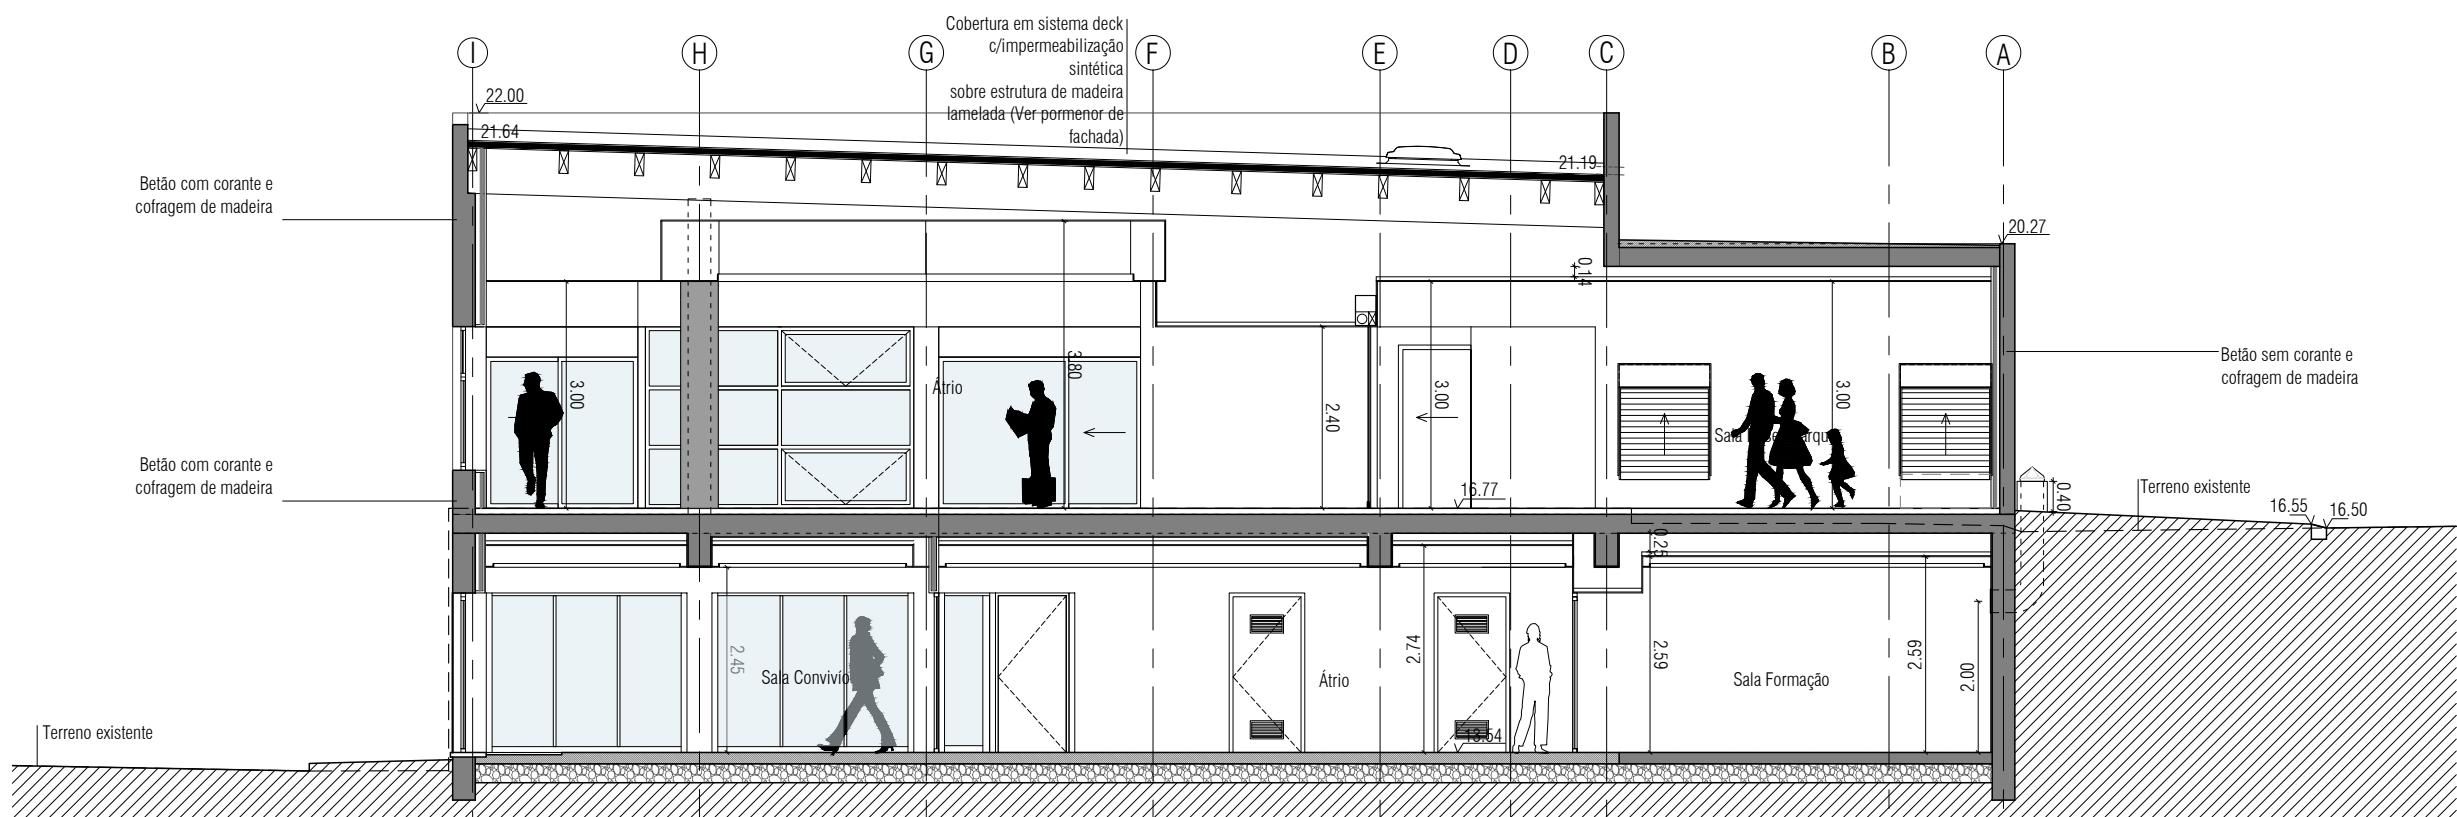 Cobertura em sistema deck
c/impermeabilização
sintética
sobre estrutura de madeira
lamelada (Ver pormenor de
fachada)
I H G F E D C B A
22.00
21.64
21.19
20.27
Betão com corante e
cofragem de madeira
0.14
Betão sem corante e
cofragem de madeira
3.00
Átrio
3.80
2.40
3.00
3.00
Sala
Betão com corante e
cofragem de madeira
16.77
0.40
Terreno existente
16.55
16.50
0.25
2.45
Sala Convivío
2.74
Átrio
2.59
Sala Formação
2.59
2.00
13.54
Terreno existente